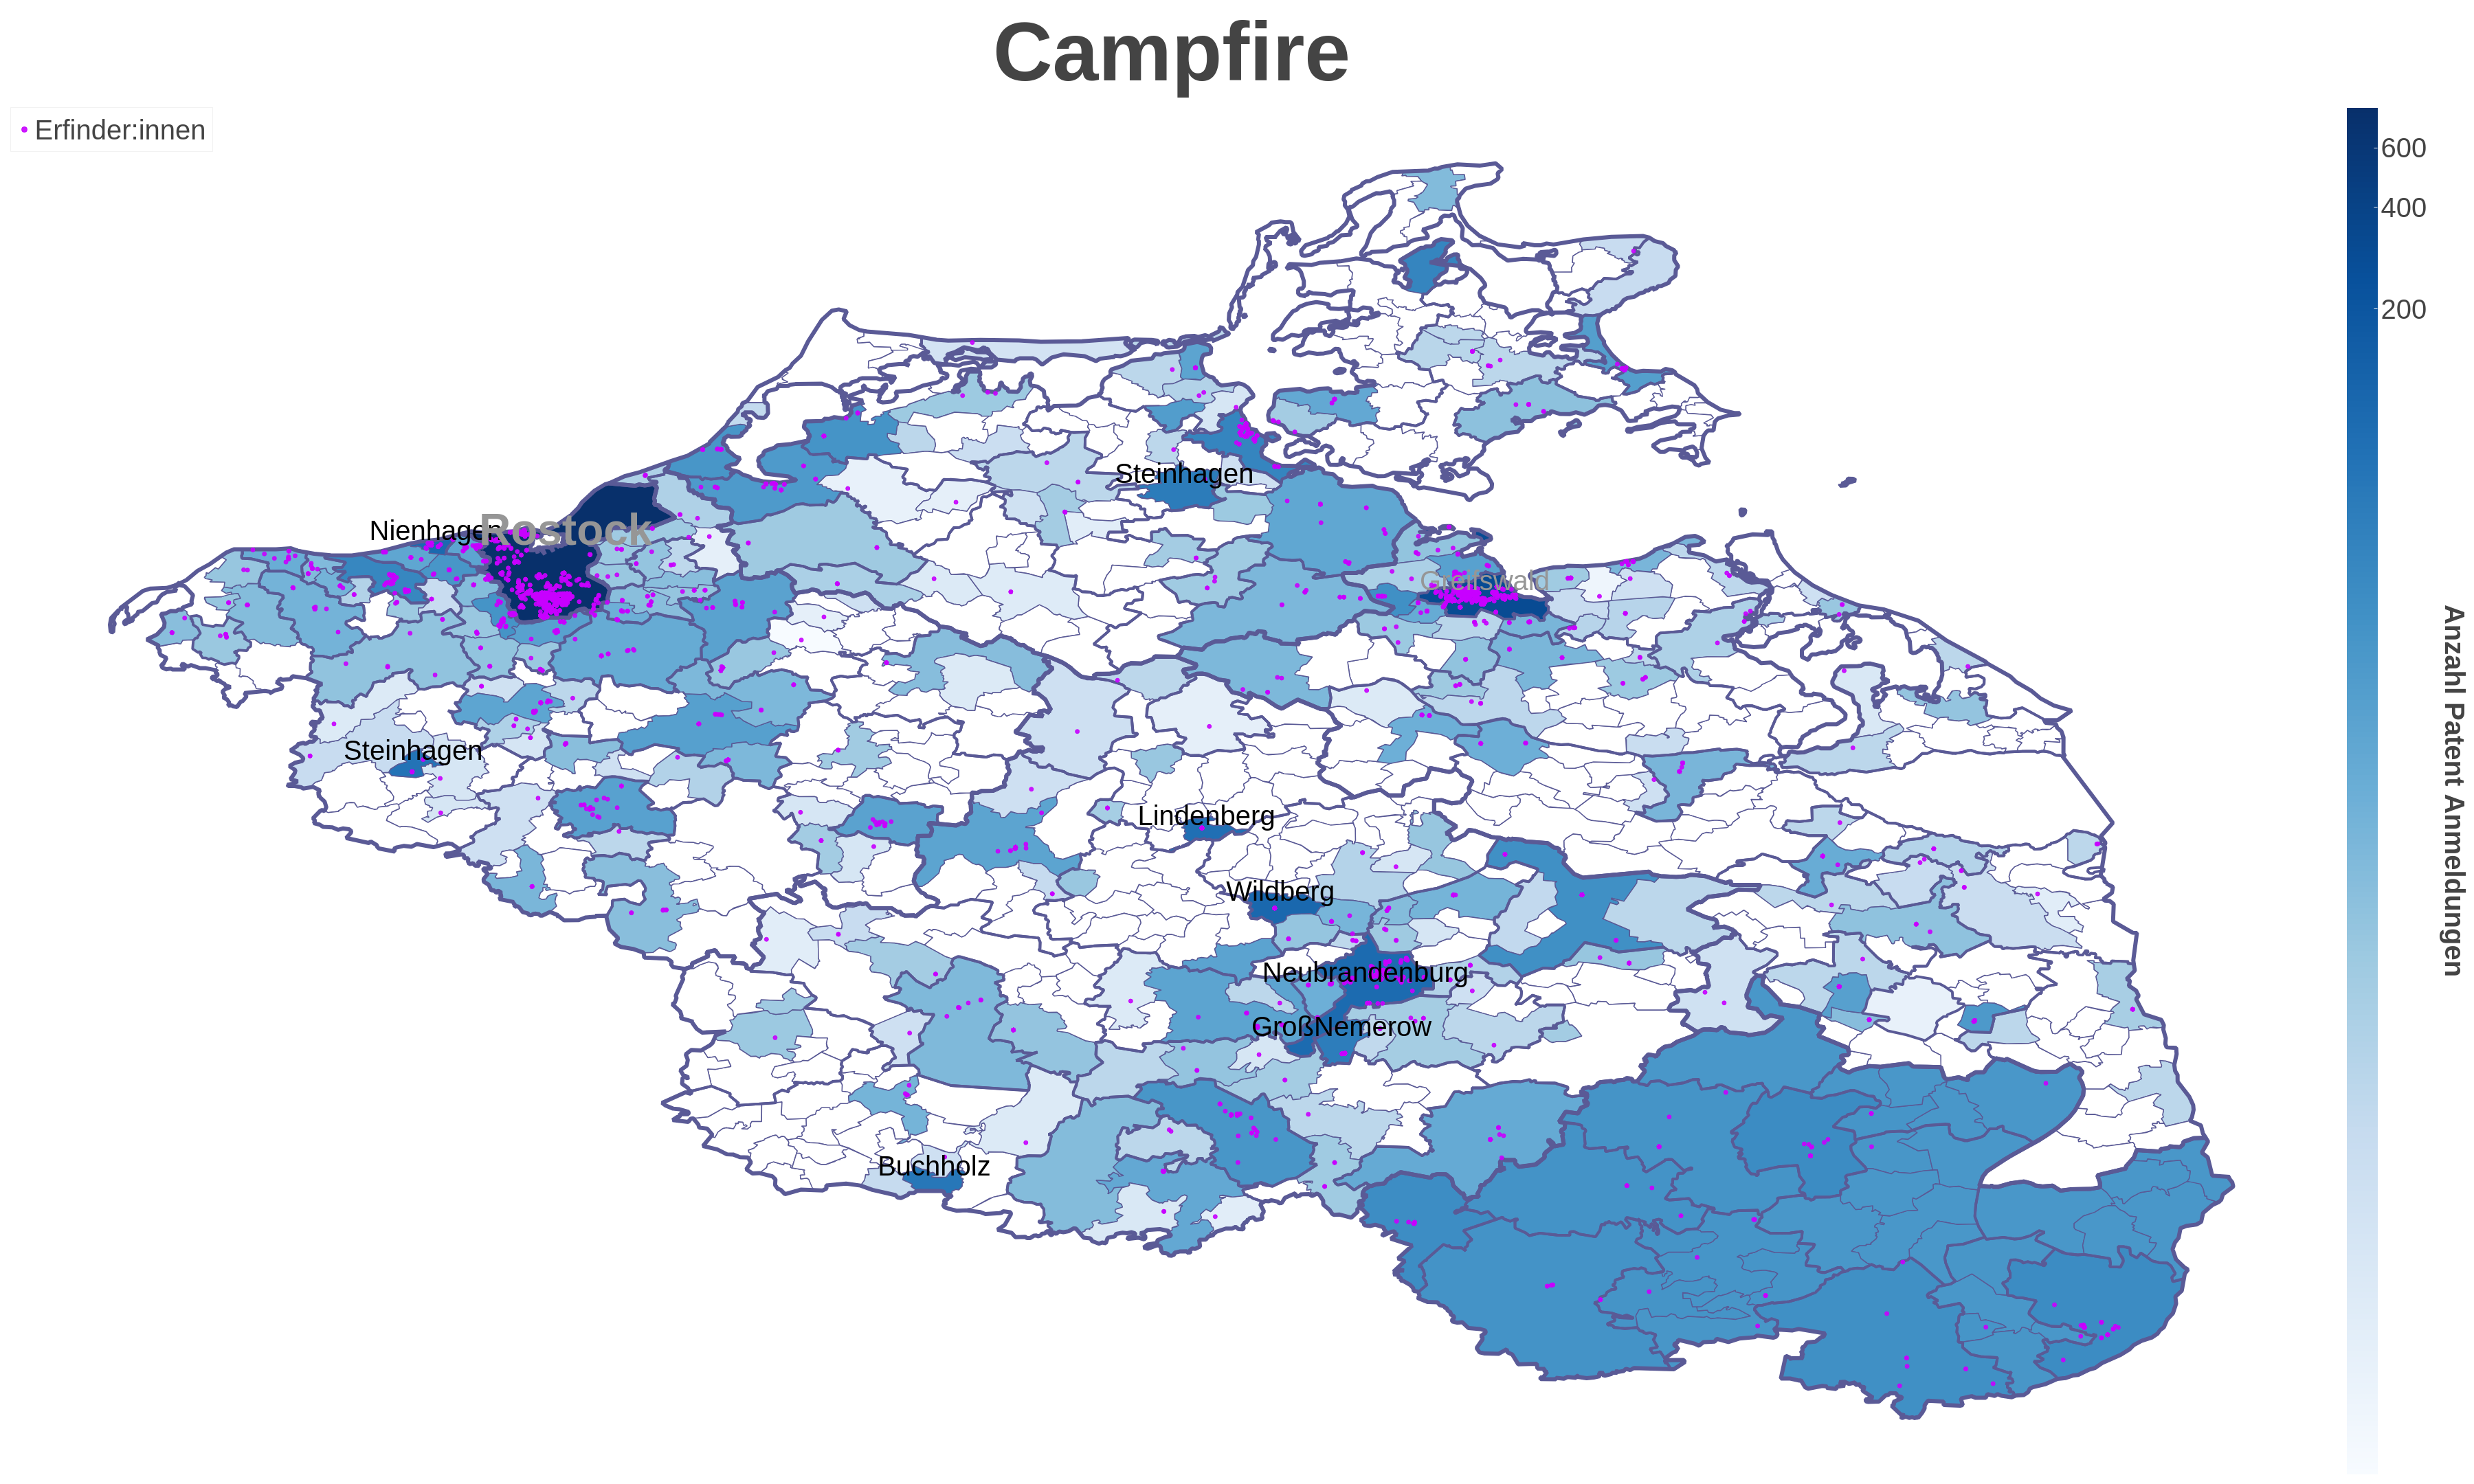 Campfire
Erfinder:innen
600
400
200
Steinhagen
Nienhagen
Rostock
Greifswald
Steinhagen
Lindenberg
Wildberg
Neubrandenburg
GroßNemerow
Buchholz
Anzahl Patent Anmeldungen